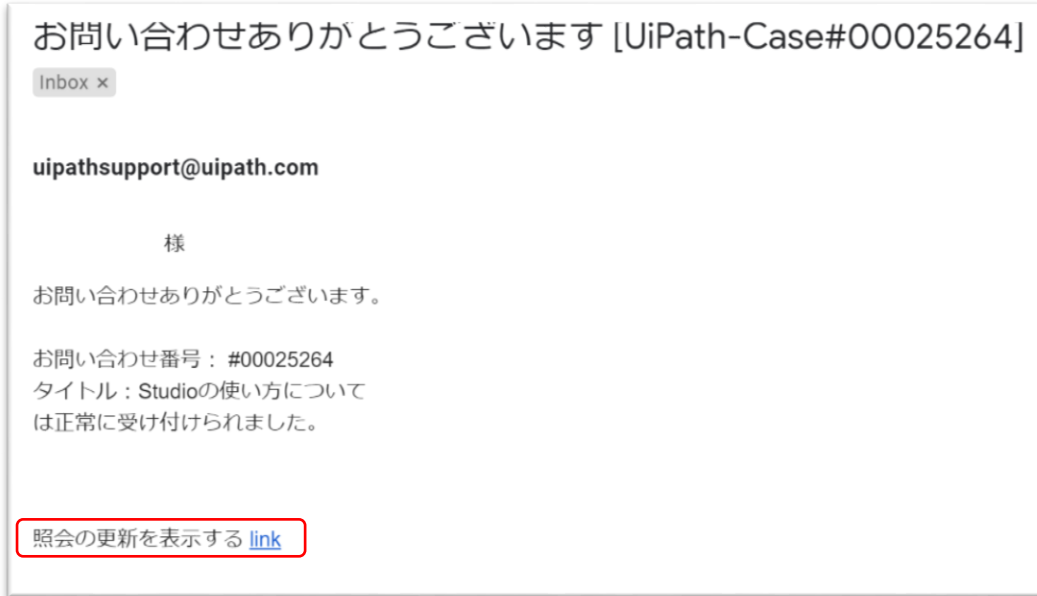 お問い合わせありがとうございます [UiPath-Case#00025264]
Inbox ×
uipathsupport@uipath.com
様
お問い合わせありがとうございます。
お問い合わせ番号： #00025264
タイトル：Studioの使い方について
は正常に受け付けられました。
照会の更新を表示する link